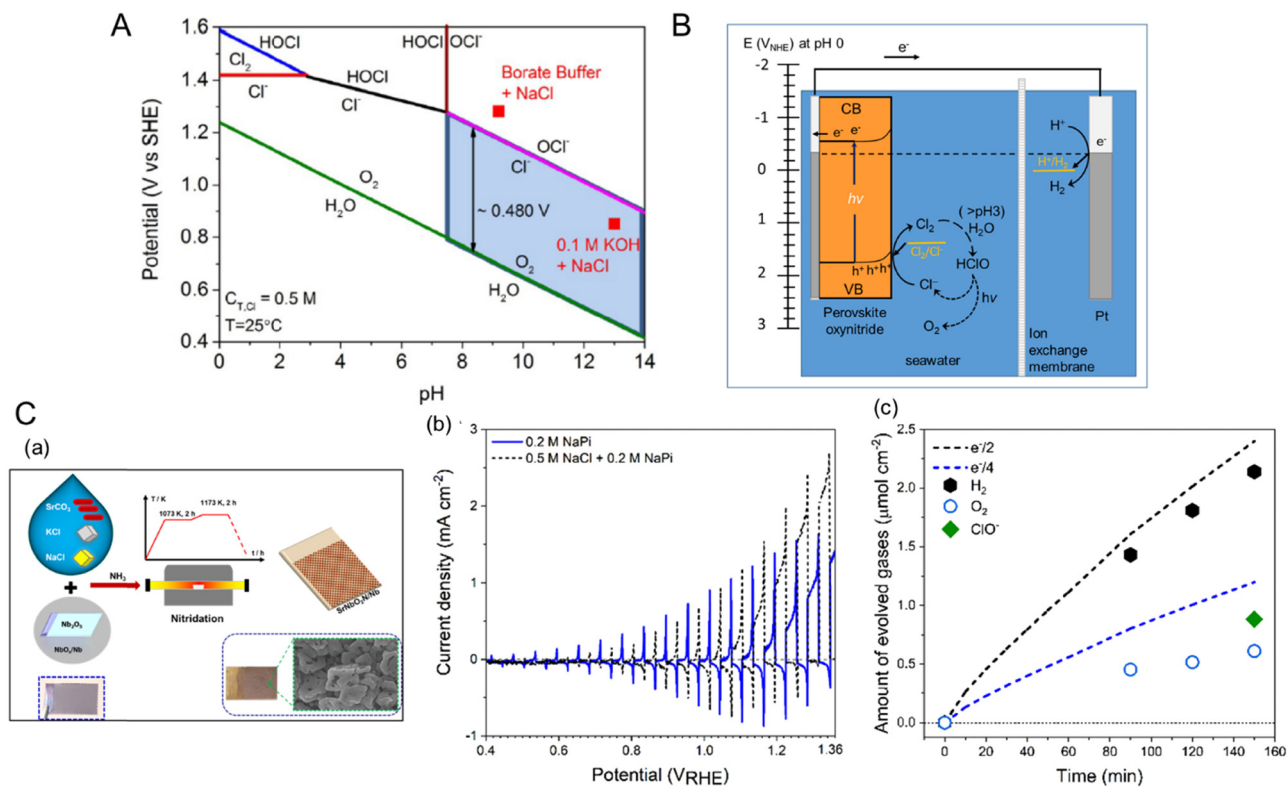 A
Potential (V vs SHE)
1.6
1.4
1.2
1.0
0.8
0.6
0.4
HOCl
Cl₂
Cl⁻
HOCl
Cl⁻
HOCl
OCl⁻
Borate Buffer
+ NaCl
OCl⁻
Cl⁻
O₂
H₂O
~ 0.480 V
0.1 M KOH
+ NaCl
O₂
H₂O
C_T,Cl = 0.5 M
T=25°C
0 2 4 6 8 10 12 14
pH
B
E (V_NHE) at pH 0
-2
-1
0
1
2
3
e⁻
CB
e⁻ e⁻
hν
h⁺ h⁺ h⁺
VB
Perovskite
oxynitride
Cl₂
( >pH3)
H₂O
Cl₂/Cl⁻
HClO
Cl⁻
hν
O₂
seawater
Ion
exchange
membrane
H⁺
e⁻
H⁺/H₂
H₂
Pt
C
(a)
SrCO₃
KCl
NaCl
+
Nb₂O₅
NbOₓ/Nb
NH₃
T / K
1073 K, 2 h
1173 K, 2 h
t / h
Nitridation
SrNbO₂N/Nb
(b)
0.2 M NaPi
0.5 M NaCl + 0.2 M NaPi
Current density (mA cm⁻²)
3
2
1
0
-1
0.4 0.6 0.8 1.0 1.2 1.36
Potential (V_RHE)
(c)
e⁻/2
e⁻/4
H₂
O₂
ClO⁻
Amount of evolved gases (μmol cm⁻²)
2.5
2.0
1.5
1.0
0.5
0.0
0 20 40 60 80 100 120 140 160
Time (min)